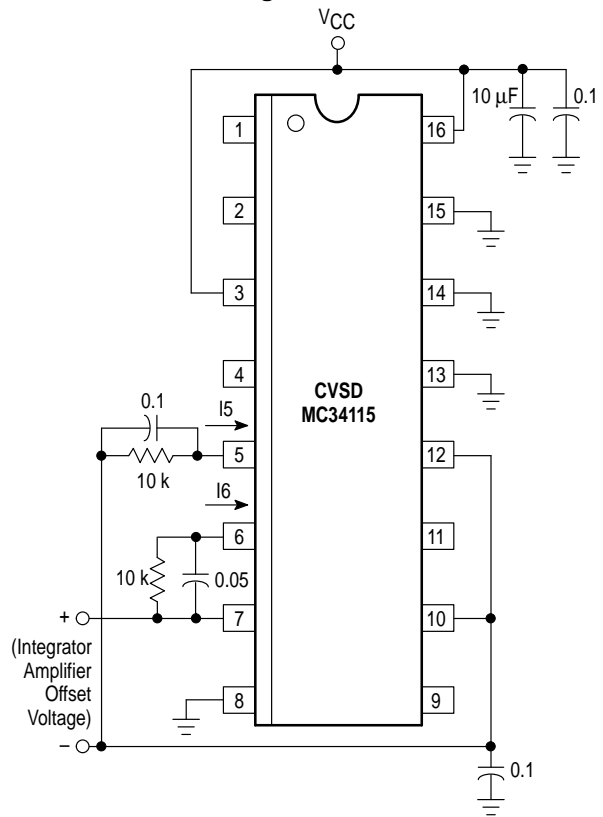 VCC
10 μF
0.1
1
16
2
15
3
14
4
13
CVSD
MC34115
0.1
I5
5
12
10 k
I6
6
11
10 k
0.05
+
7
10
(Integrator
Amplifier
Offset
Voltage)
8
9
–
0.1